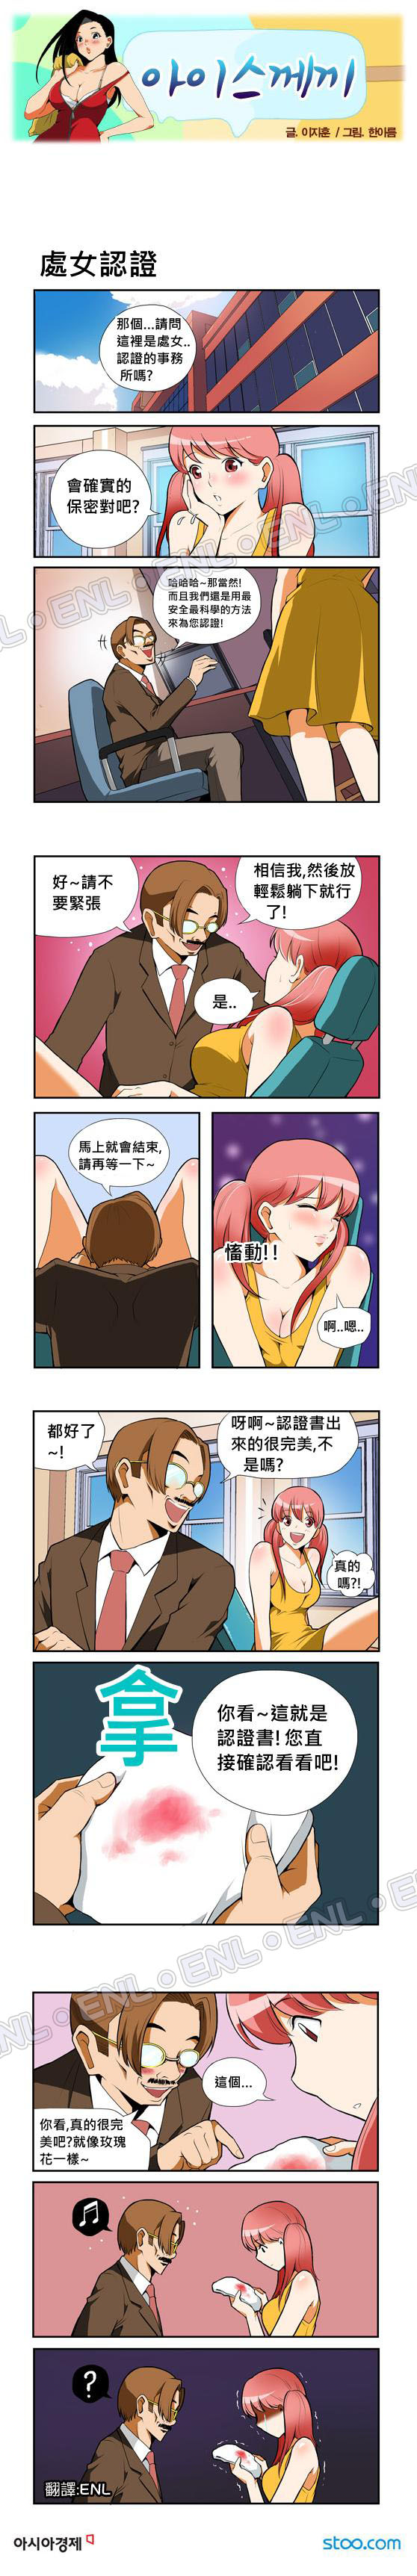 아이스께끼
글. 이지훈 / 그림. 한아름
處女認證
那個...請問
這裡是處女..
認證的事務
所嗎?
會確實的
保密對吧?
哈哈哈~那當然!
而且我們還是用最
安全最科學的方法
來為您認證!
好~請不
要緊張
相信我,然後放
輕鬆躺下就行
了!
是..
馬上就會結束,
請再等一下~
慉動!!
啊..嗯..
都好了
~!
呀啊~認證書出
來的很完美,不
是嗎?
真的
嗎?!
拿
你看~這就是
認證書!您直
接確認看看吧!
這個...
你看,真的很完
美吧?就像玫瑰
花一樣~
?
翻譯:ENL
아시아경제
stoo.com
ENL